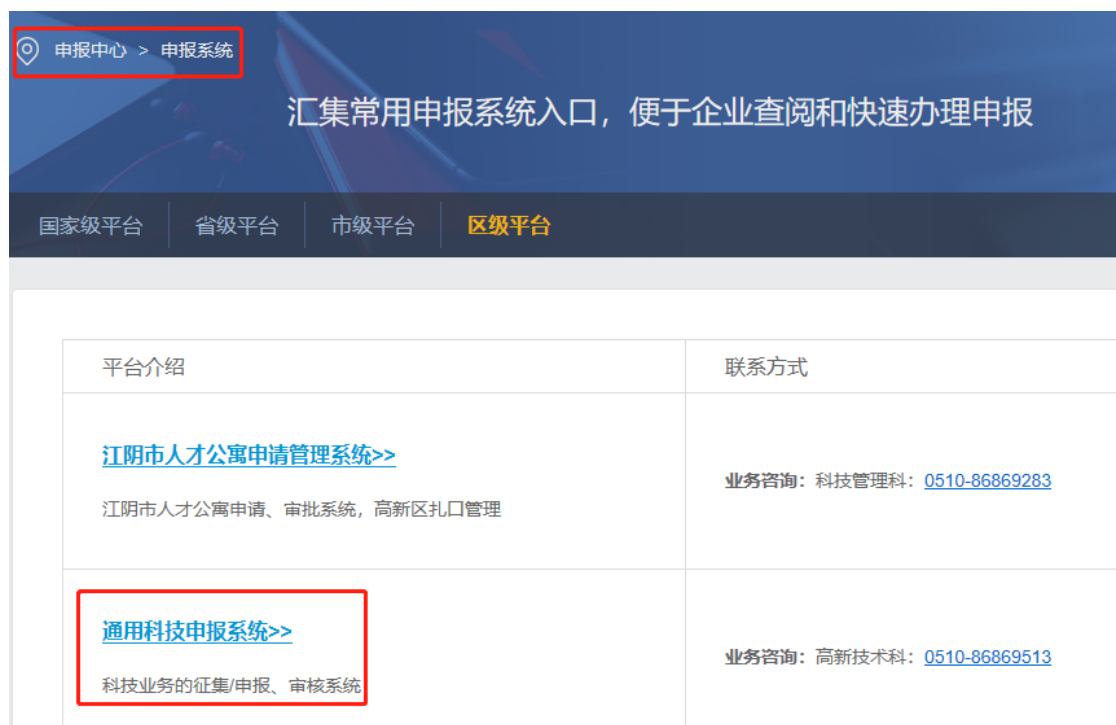 申报中心 > 申报系统
汇集常用申报系统入口，便于企业查阅和快速办理申报
国家级平台 省级平台 市级平台 区级平台
平台介绍 联系方式
江阴市人才公寓申请管理系统>>
业务咨询：科技管理科：0510-86869283
江阴市人才公寓申请、审批系统，高新区扎口管理
通用科技申报系统>>
业务咨询：高新技术科：0510-86869513
科技业务的征集/申报、审核系统